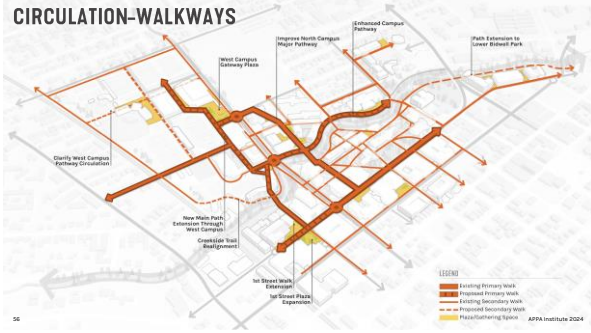 CIRCULATION-WALKWAYS
Enhanced Campus
Pathway
Improve North Campus
Major Pathway
Path Extension to
Lower Bidwell Park
West Campus
Gateway Plaza
Clarify West Campus
Pathway Circulation
New Main Path
Extension Through
West Campus
Creekside Trail
Realignment
1st Street Walk
Extension
1st Street Plaza
Expansion
LEGEND
Existing Primary Walk
Proposed Primary Walk
Existing Secondary Walk
Proposed Secondary Walk
Plaza/Gathering Space
56
APPA Institute 2024